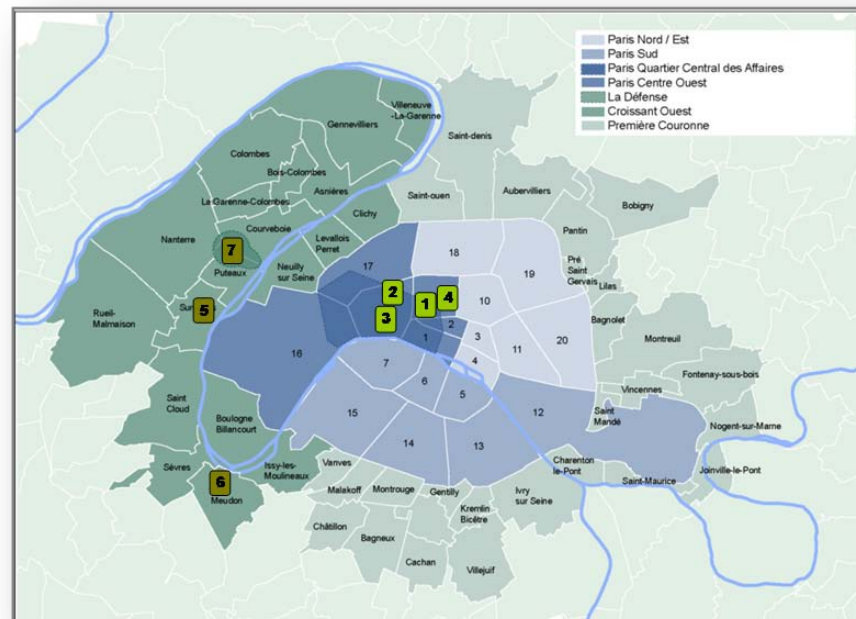 Paris Nord / Est
Paris Sud
Paris Quartier Central des Affaires
Paris Centre Ouest
La Défense
Croissant Ouest
Première Couronne
Villeneuve
-La-Garenne
Gennevilliers
Saint-denis
Colombes
Bois-Colombes
Asnières
La Garenne-Colombes
Saint-ouen
Aubervilliers
Bobigny
Clichy
Courbevoie
Nanterre
Levallois
Perret
Pantin
7
Puteaux
Neuilly
sur Seine
17
18
19
Pré
Saint
Gervais
Lilas
2
1
4
10
Rueil-
Malmaison
5
3
Bagnolet
2
1
3
11
20
Montreuil
16
4
7
Fontenay-sous-bois
6
5
Vincennes
Saint
Cloud
15
12
Saint
Mandé
Boulogne
Billancourt
14
13
Nogent-sur-Marne
Sèvres
Issy-les-
Moulineaux
Vanves
Charenton
le-Pont
Joinville-le-Pont
6
Meudon
Malakoff
Montrouge
Gentilly
Ivry
sur Seine
Saint-Maurice
Kremlin
Bicêtre
Châtillon
Bagneux
Cachan
Villejuif